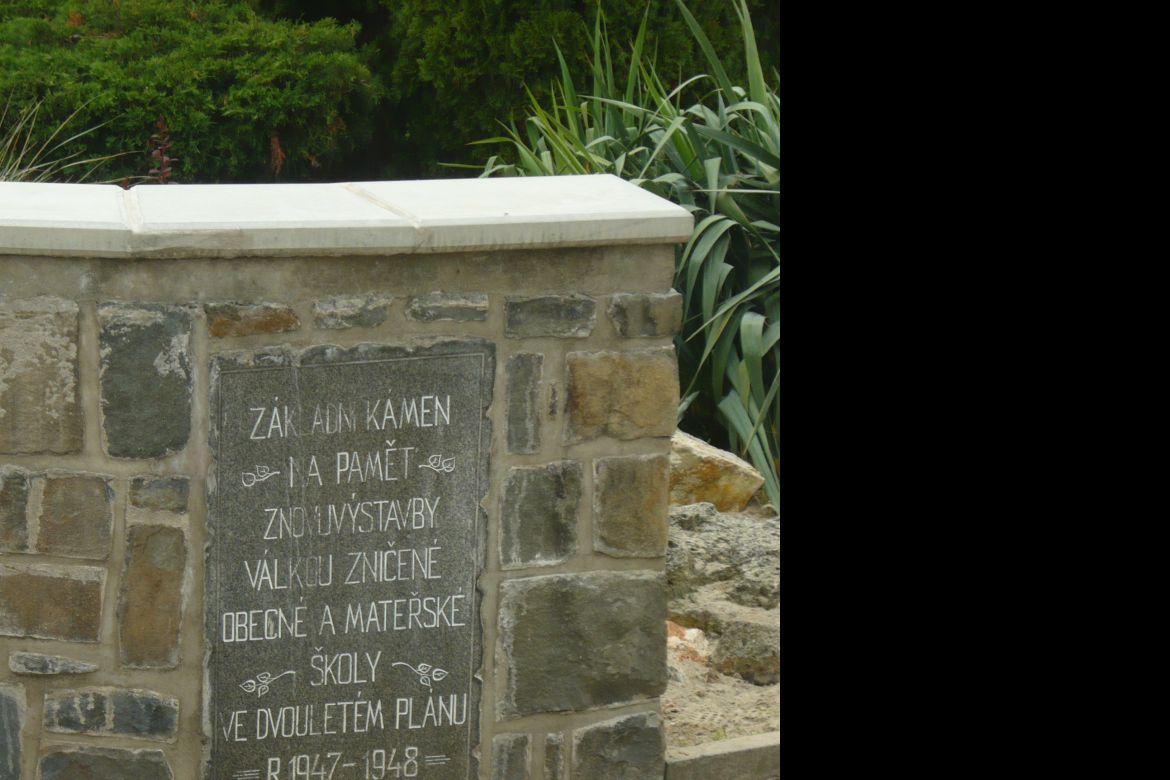 ZÁKLADNÍ KÁMEN
NA PAMĚŤ
ZNOVUVÝSTAVBY
VÁLKOU ZNIČENÉ
OBECNÉ A MATEŘSKÉ
ŠKOLY
VE DVOULETÉM PLÁNU
R 1947-1948